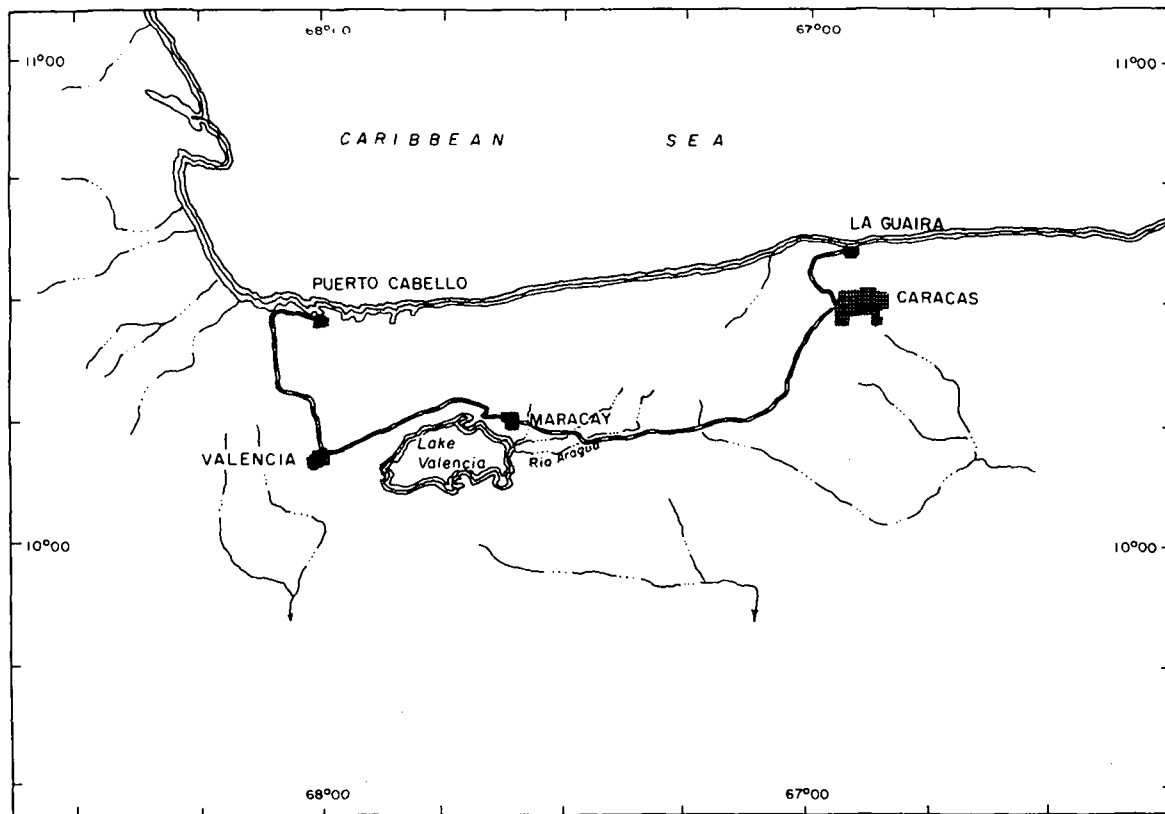 68°10 67°00
11°00 11°00
CARIBBEAN SEA
LA GUAIRA
PUERTO CABELLO
CARACAS
MARACAY
Lake
Valencia
VALENCIA
Rio Aragua
10°00 10°00
68°00 67°00